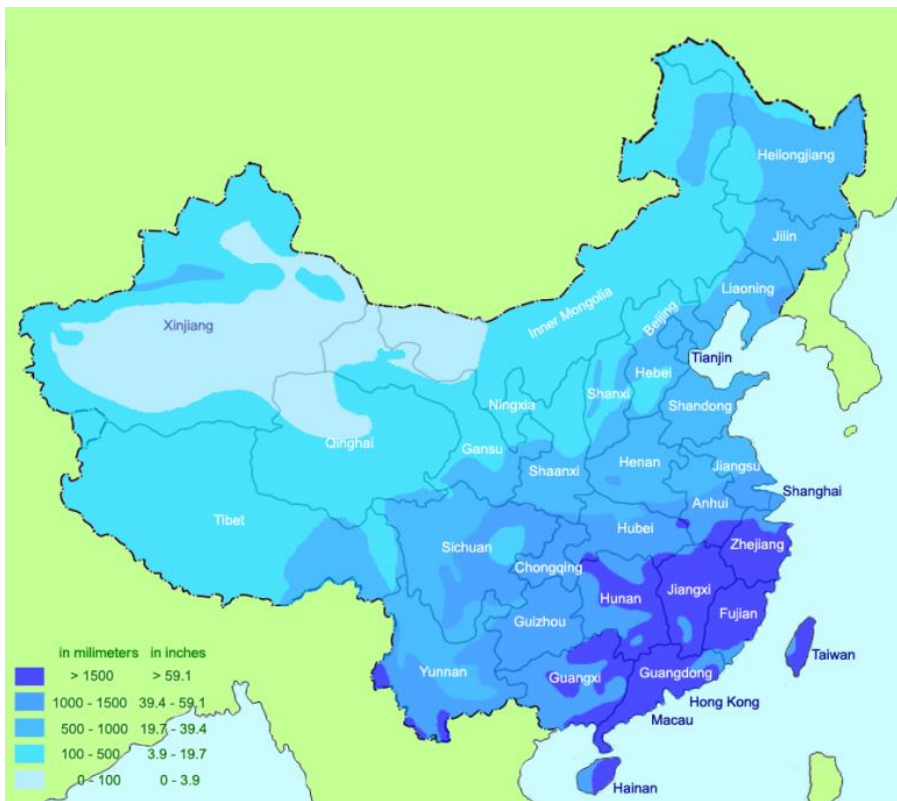 Heilongjiang
Jilin
Liaoning
Inner Mongolia
Beijing
Xinjiang
Tianjin
Hebei
Shanxi
Ningxia
Shandong
Qinghai
Gansu
Shaanxi
Henan
Jiangsu
Shanghai
Anhui
Tibet
Hubei
Sichuan
Zhejiang
Chongqing
Jiangxi
Hunan
Fujian
Guizhou
Taiwan
Yunnan
Guangxi
Guangdong
Hong Kong
Macau
Hainan
in milimeters in inches
> 1500 > 59.1
1000 - 1500 39.4 - 59.1
500 - 1000 19.7 - 39.4
100 - 500 3.9 - 19.7
0 - 100 0 - 3.9